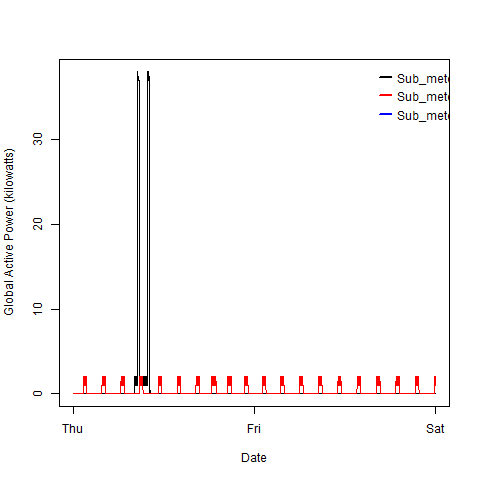 Sub_mete
Sub_mete
Sub_mete
30
20
10
0
Global Active Power (kilowatts)
Thu Fri Sat
Date